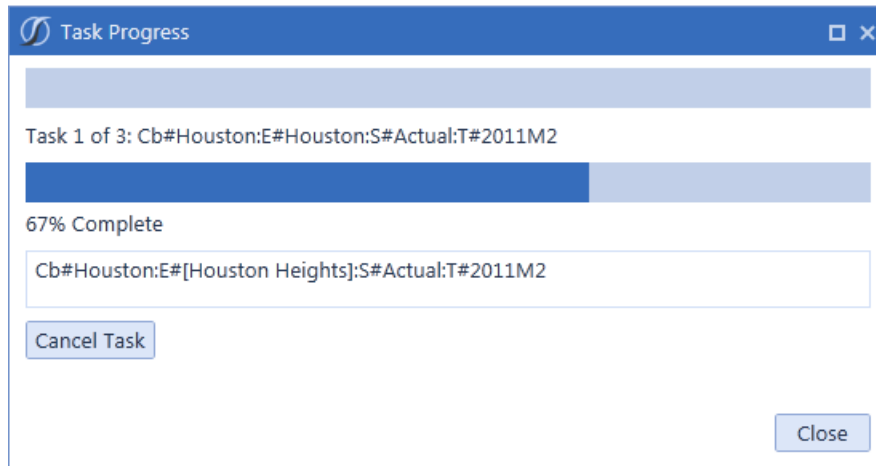 Task Progress
Task 1 of 3: Cb#Houston:E#Houston:S#Actual:T#2011M2
67% Complete
Cb#Houston:E#[Houston Heights]:S#Actual:T#2011M2
Cancel Task
Close